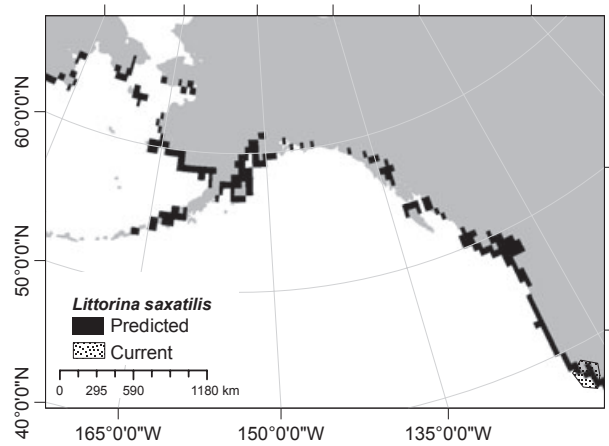 60°0'0"N
50°0'0"N
40°0'0"N
Littorina saxatilis
Predicted
Current
0 295 590 1180 km
165°0'0"W 150°0'0"W 135°0'0"W